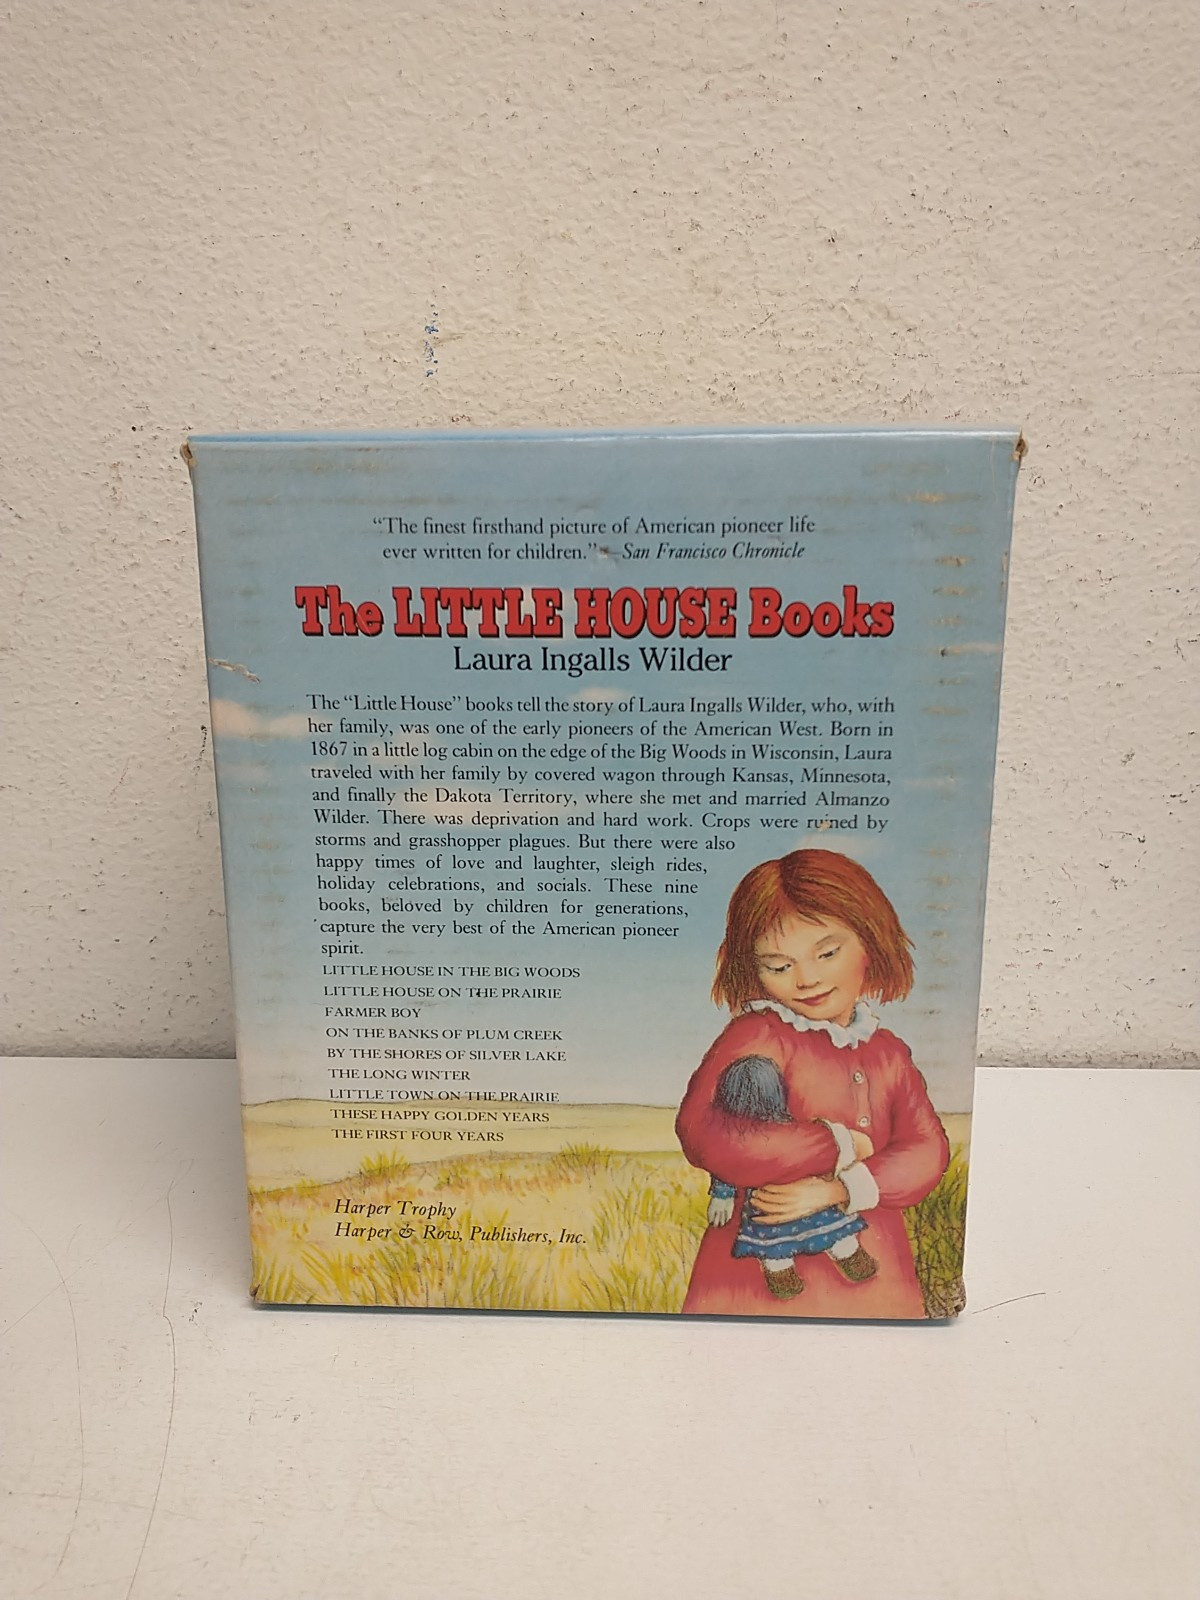 “The finest firsthand picture of American pioneer life
ever written for children.”—San Francisco Chronicle
The LITTLE HOUSE Books
Laura Ingalls Wilder
The “Little House” books tell the story of Laura Ingalls Wilder, who, with
her family, was one of the early pioneers of the American West. Born in
1867 in a little log cabin on the edge of the Big Woods in Wisconsin, Laura
traveled with her family by covered wagon through Kansas, Minnesota,
and finally the Dakota Territory, where she met and married Almanzo
Wilder. There was deprivation and hard work. Crops were ruined by
storms and grasshopper plagues. But there were also
happy times of love and laughter, sleigh rides,
holiday celebrations, and socials. These nine
books, beloved by children for generations,
capture the very best of the American pioneer
spirit.
LITTLE HOUSE IN THE BIG WOODS
LITTLE HOUSE ON THE PRAIRIE
FARMER BOY
ON THE BANKS OF PLUM CREEK
BY THE SHORES OF SILVER LAKE
THE LONG WINTER
LITTLE TOWN ON THE PRAIRIE
THESE HAPPY GOLDEN YEARS
THE FIRST FOUR YEARS
Harper Trophy
Harper & Row, Publishers, Inc.